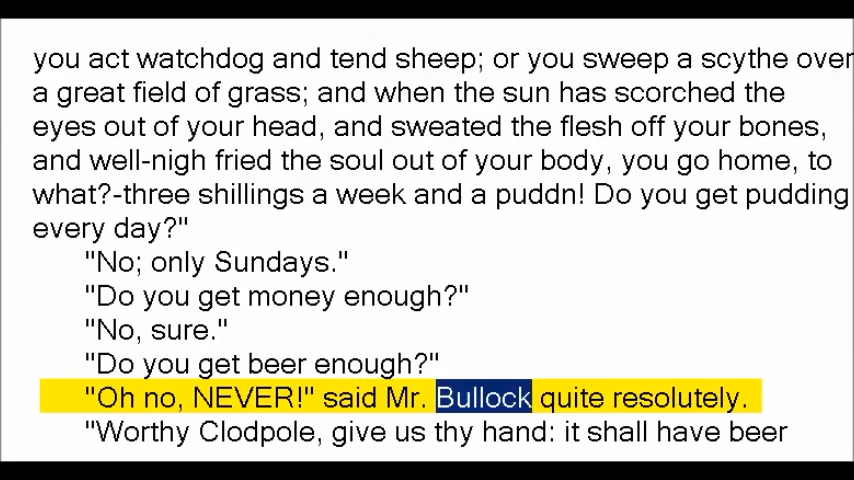 you act watchdog and tend sheep; or you sweep a scythe over
a great field of grass; and when the sun has scorched the
eyes out of your head, and sweated the flesh off your bones,
and well-nigh fried the soul out of your body, you go home, to
what?-three shillings a week and a puddn! Do you get pudding
every day?"
"No; only Sundays."
"Do you get money enough?"
"No, sure."
"Do you get beer enough?"
"Oh no, NEVER!" said Mr. Bullock quite resolutely.
"Worthy Clodpole, give us thy hand: it shall have beer